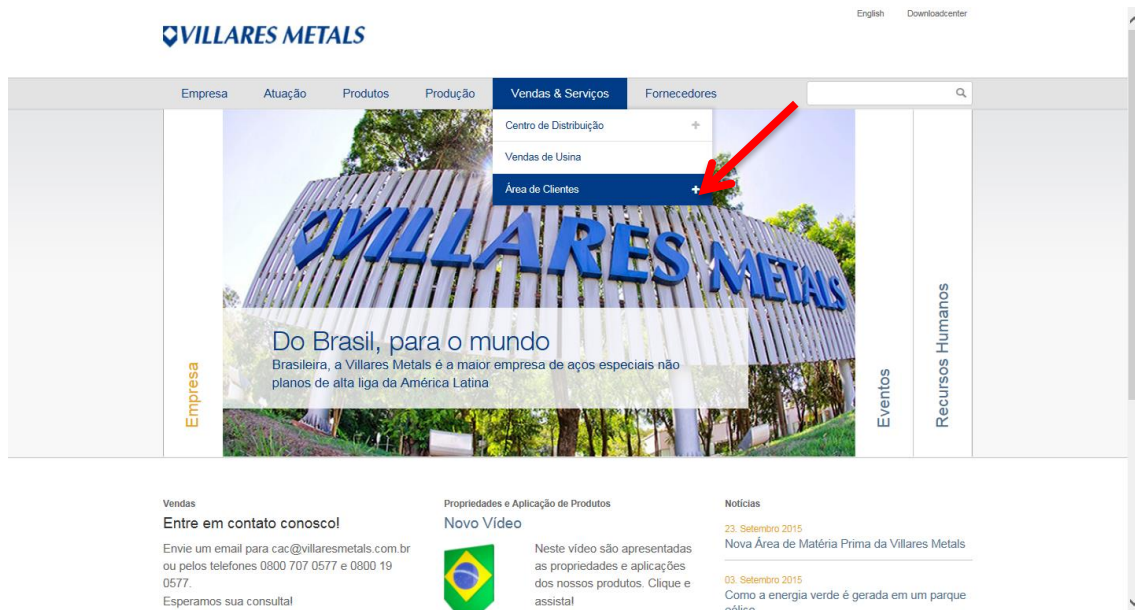 English Downloadcenter
VILLARES METALS
Empresa Atuação Produtos Produção Vendas & Serviços Fornecedores
Centro de Distribuição +
Vendas de Usina
Área de Clientes +
VILLARES METALS
Do Brasil, para o mundo
Brasileira, a Villares Metals é a maior empresa de aços especiais não
planos de alta liga da América Latina
Empresa
Eventos
Recursos Humanos
Vendas
Entre em contato conosco!
Envie um email para cac@villaresmetals.com.br
ou pelos telefones 0800 707 0577 e 0800 19
0577.
Esperamos sua consulta!
Propriedades e Aplicação de Produtos
Novo Vídeo
Neste vídeo são apresentadas
as propriedades e aplicações
dos nossos produtos. Clique e
assista!
Notícias
23. Setembro 2015
Nova Área de Matéria Prima da Villares Metals
03. Setembro 2015
Como a energia verde é gerada em um parque
eólico